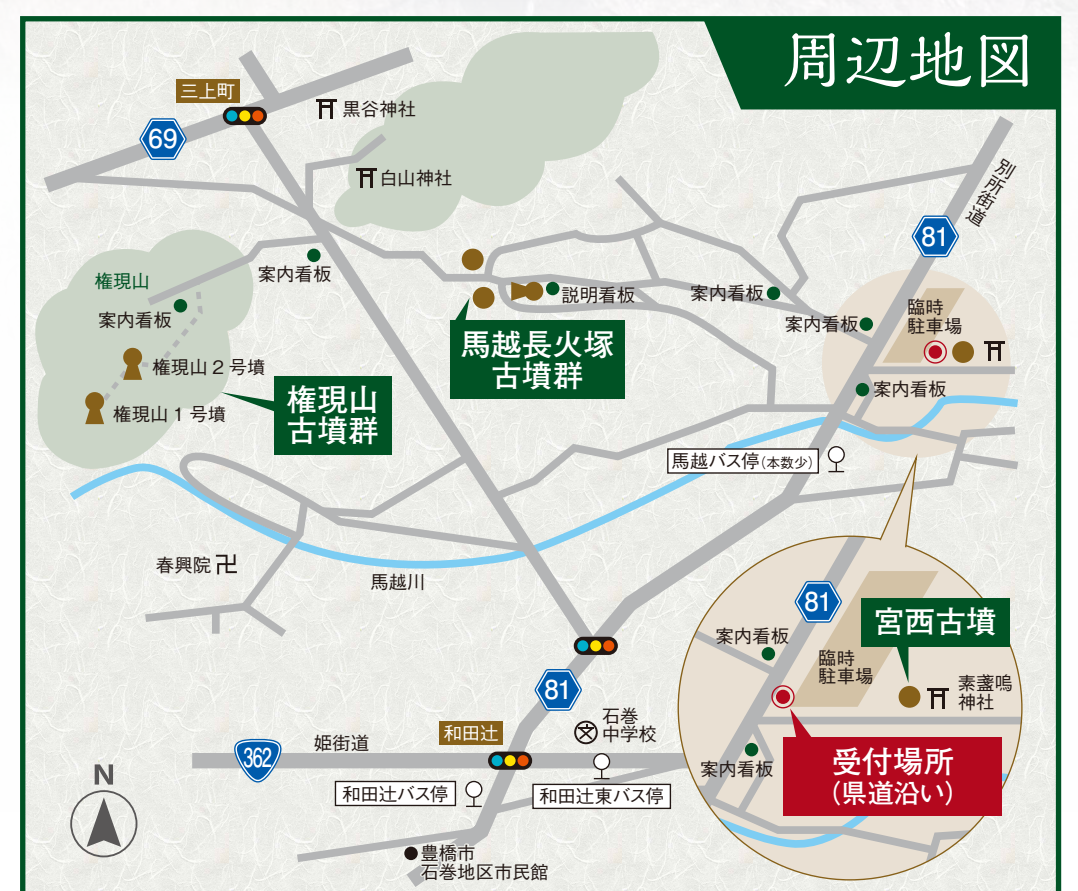 周辺地図
三上町
69
黒谷神社
白山神社
別所街道
81
権現山
案内看板
案内看板
説明看板
案内看板
案内看板
臨時
駐車場
馬越長火塚
古墳群
権現山2号墳
権現山1号墳
権現山
古墳群
案内看板
馬越バス停(本数少)
春興院
馬越川
81
案内看板
臨時
駐車場
宮西古墳
素盞嗚
神社
案内看板
受付場所
(県道沿い)
81
石巻
中学校
和田辻
姫街道
362
和田辻バス停
和田辻東バス停
N
豊橋市
石巻地区市民館